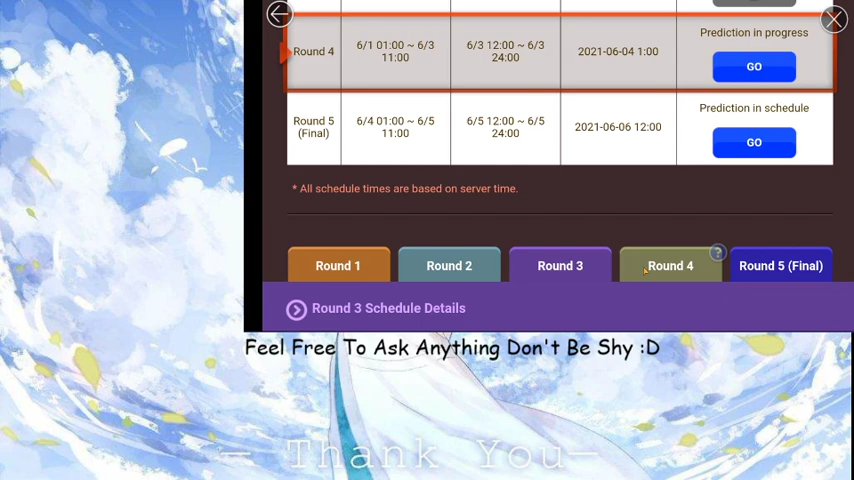 Prediction in progress
Round 4
6/1 01:00 ~ 6/3
11:00
6/3 12:00 ~ 6/3
24:00
2021-06-04 1:00
GO
Prediction in schedule
Round 5
(Final)
6/4 01:00 ~ 6/5
11:00
6/5 12:00 ~ 6/5
24:00
2021-06-06 12:00
GO
* All schedule times are based on server time.
?
Round 1
Round 2
Round 3
Round 4
Round 5 (Final)
Round 3 Schedule Details
Feel Free To Ask Anything Don't Be Shy :D
— Thank You—